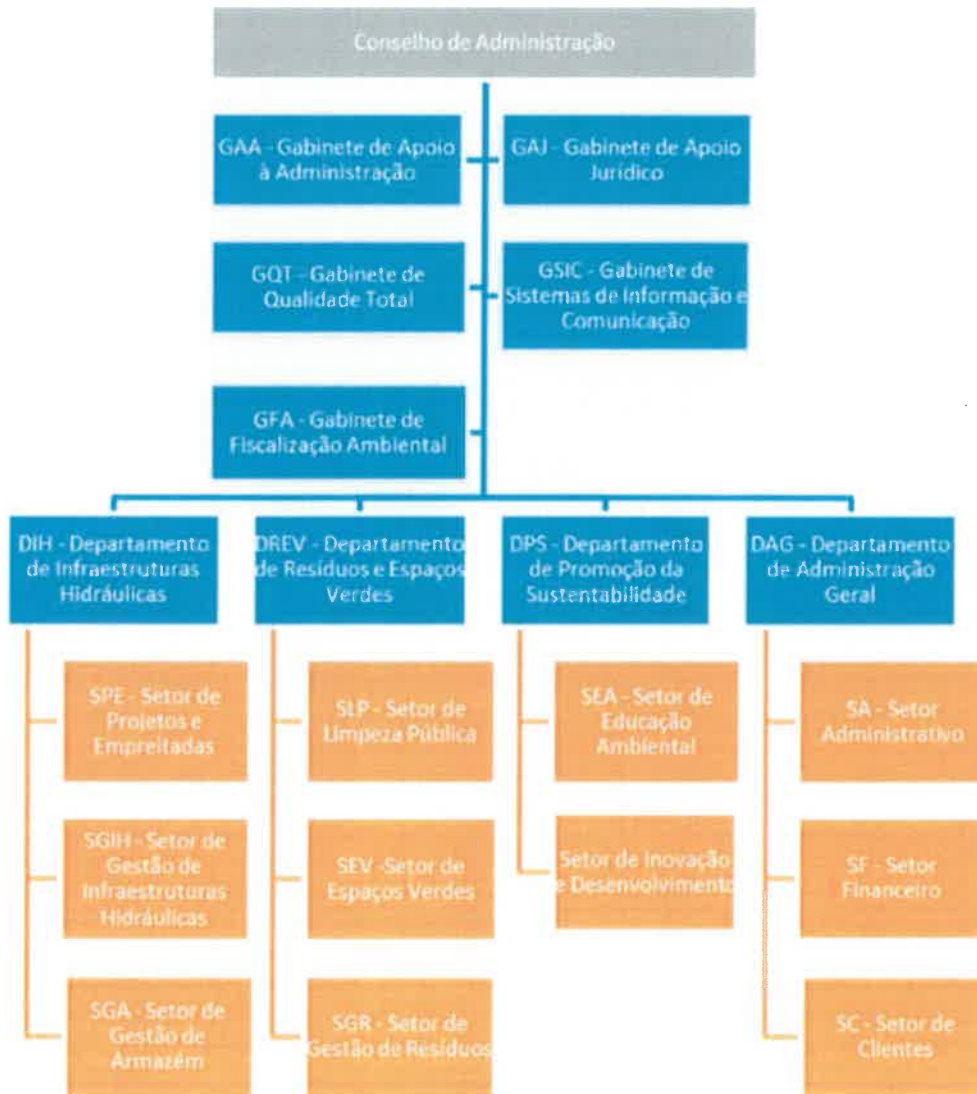 Conselho de Administração
GAA - Gabinete de Apoio
à Administração
GAJ - Gabinete de Apoio
Jurídico
GQT - Gabinete de
Qualidade Total
GSIC - Gabinete de
Sistemas de Informação e
Comunicação
GFA - Gabinete de
Fiscalização Ambiental
DIH - Departamento
de Infraestruturas
Hidráulicas
DREV - Departamento
de Resíduos e Espaços
Verdes
DPS - Departamento
de Promoção da
Sustentabilidade
DAG - Departamento
de Administração
Geral
SPE - Setor de
Projetos e
Empreitadas
SLP - Setor de
Limpeza Pública
SEA - Setor de
Educação
Ambiental
SA - Setor
Administrativo
SGIH - Setor de
Gestão de
Infraestruturas
Hidráulicas
SEV -Setor de
Espaços Verdes
Setor de Inovação
e Desenvolvimento
SF - Setor
Financeiro
SGA - Setor de
Gestão de
Armazém
SGR - Setor de
Gestão de Resíduos
SC - Setor de
Clientes